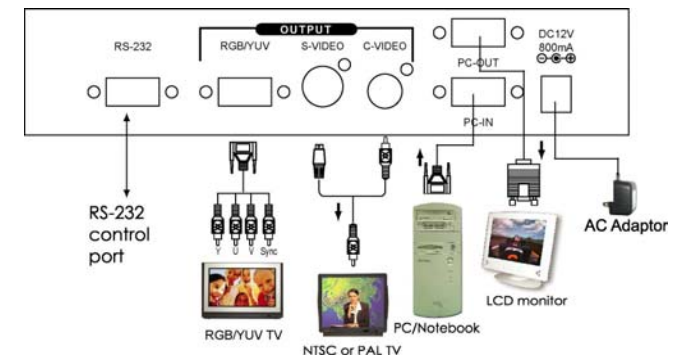 OUTPUT
RS-232
RGB/YUV
S-VIDEO
C-VIDEO
PC-OUT
PC-IN
DC12V
800mA
RS-232
control
port
Y U V Sync
RGB/YUV TV
NTSC or PAL TV
PC/Notebook
LCD monitor
AC Adaptor